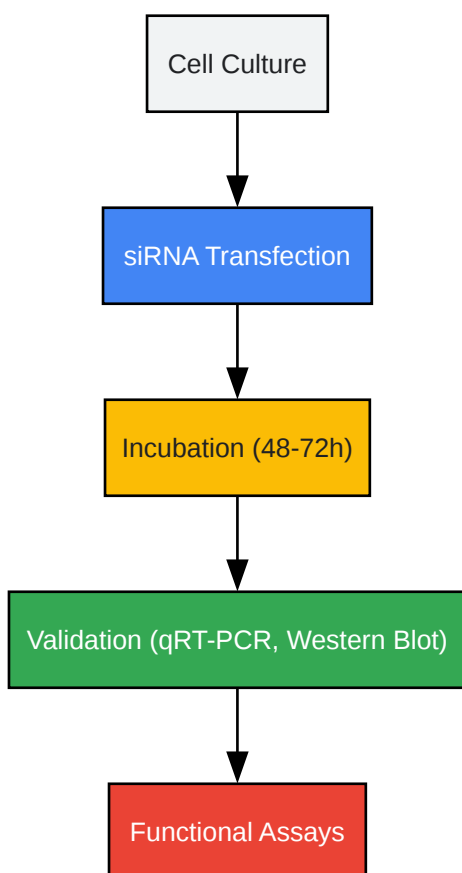 Cell Culture
siRNA Transfection
Incubation (48-72h)
Validation (qRT-PCR, Western Blot)
Functional Assays